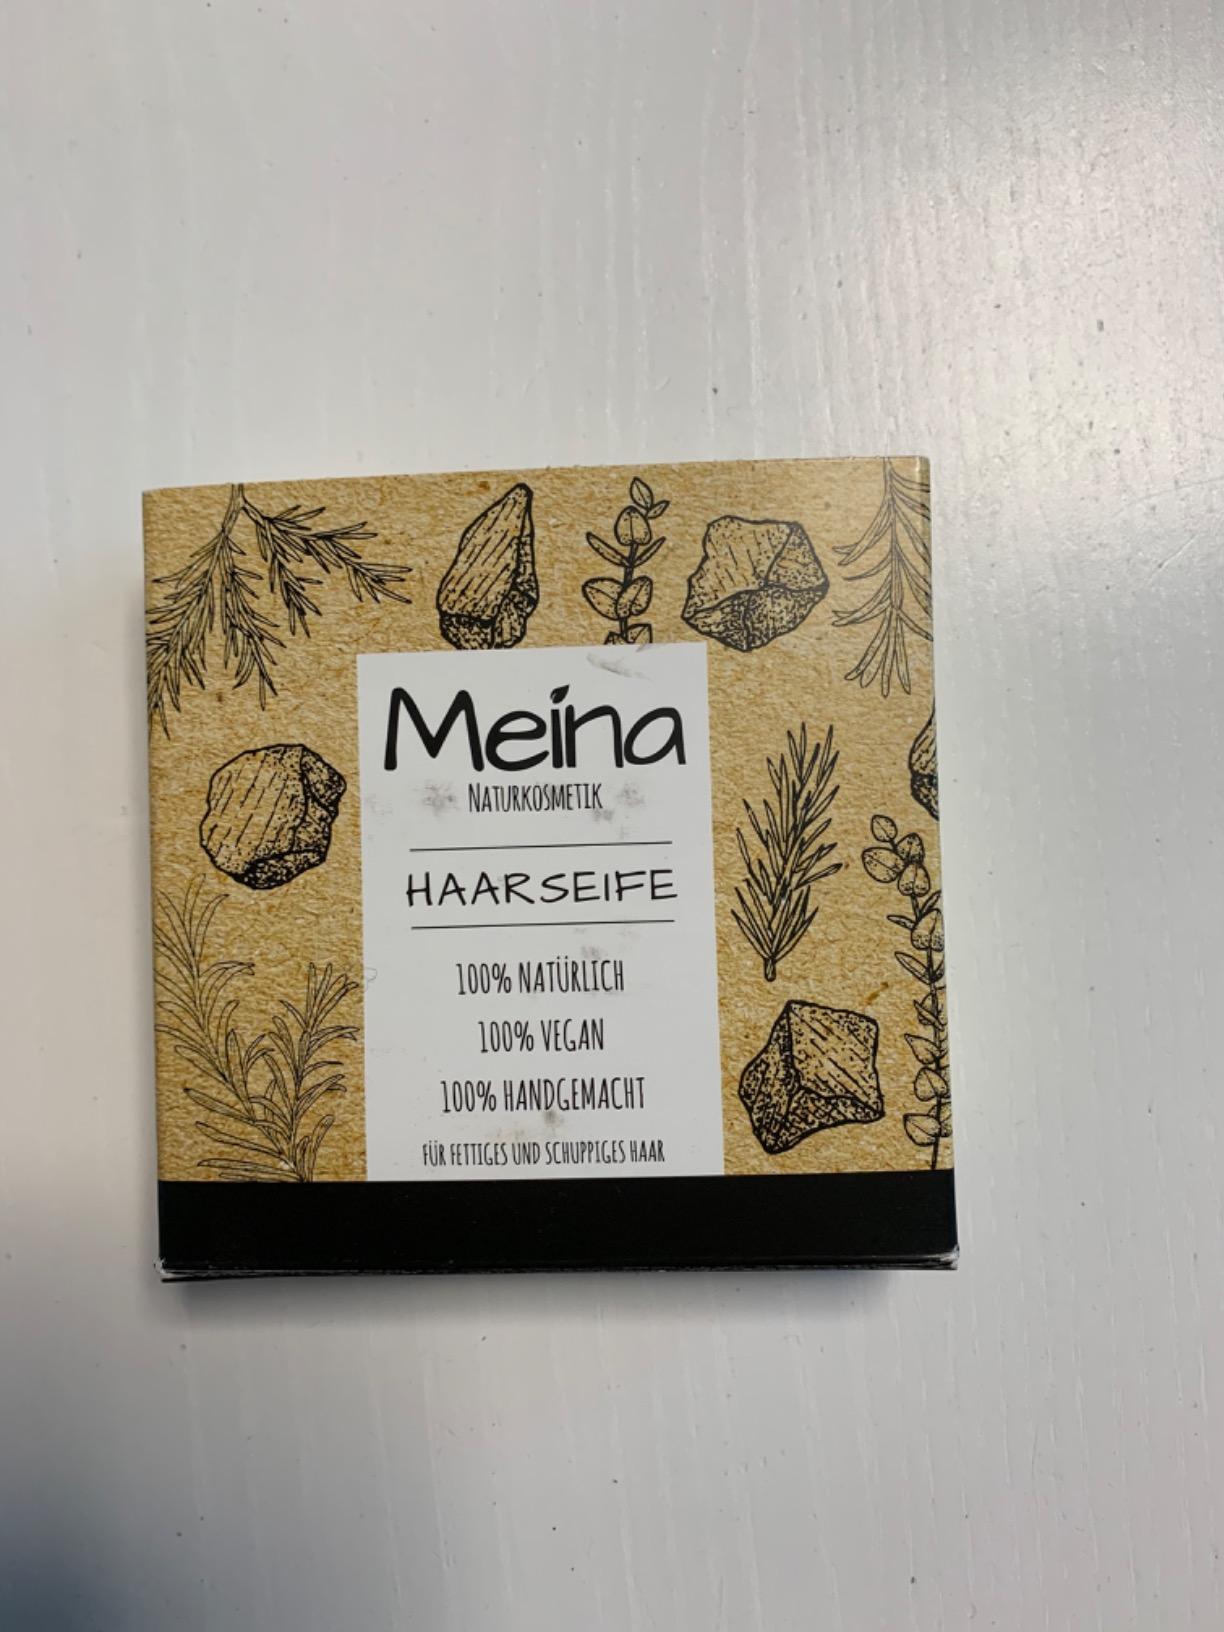 Meina
NATURKOSMETIK
HAARSEIFE
100% NATÜRLICH
100% VEGAN
100% HANDGEMACHT
FÜR FETTIGES UND SCHUPPIGES HAAR